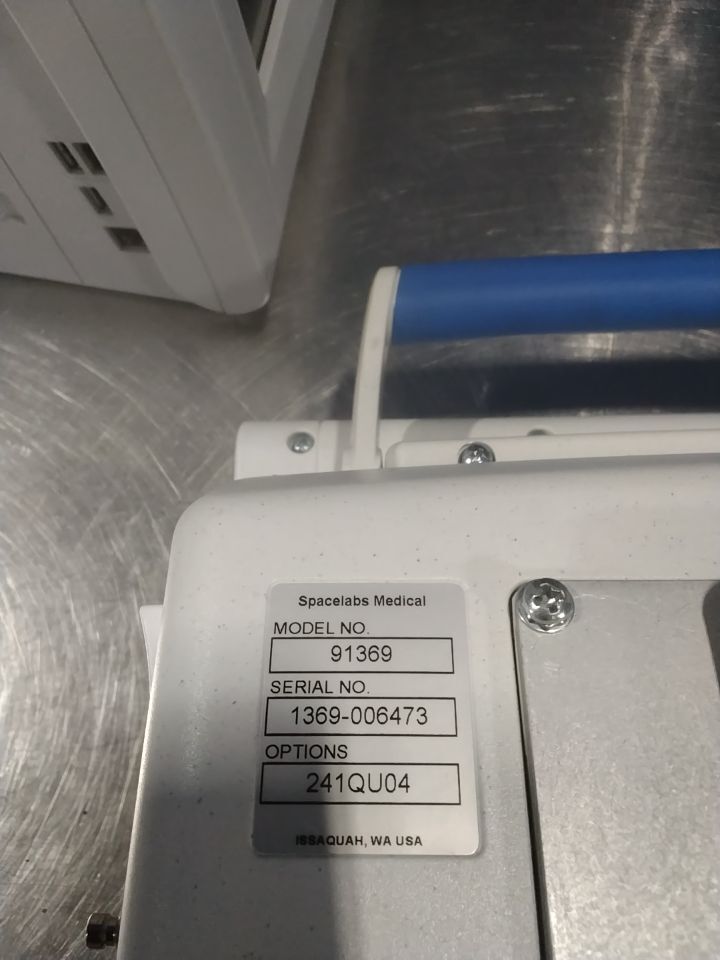 Spacelabs Medical
MODEL NO.
91369
SERIAL NO.
1369-006473
OPTIONS
241QU04
ISSAQUAH, WA USA